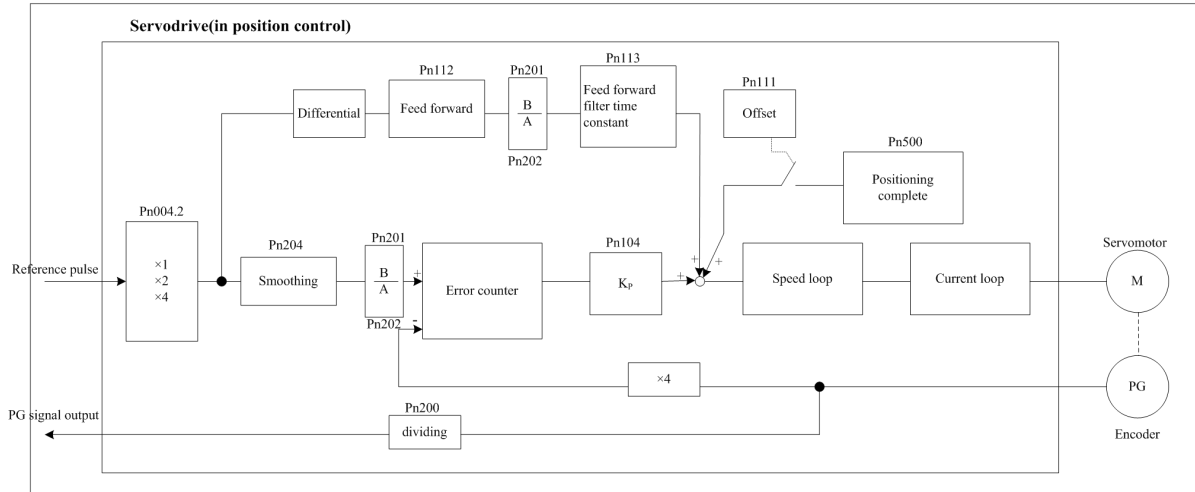 Servodrive(in position control)
Pn113
Pn112
Pn201
Pn111
Differential
Feed forward
B
A
Feed forward
filter time
constant
Offset
Pn202
Pn500
Positioning
complete
Pn004.2
×1
×2
×4
Pn204
Pn201
Pn104
Servomotor
Reference pulse
Smoothing
B
A
+
Error counter
KP
+
+
+
Speed loop
Current loop
M
Pn202
-
×4
PG
Pn200
PG signal output
dividing
Encoder